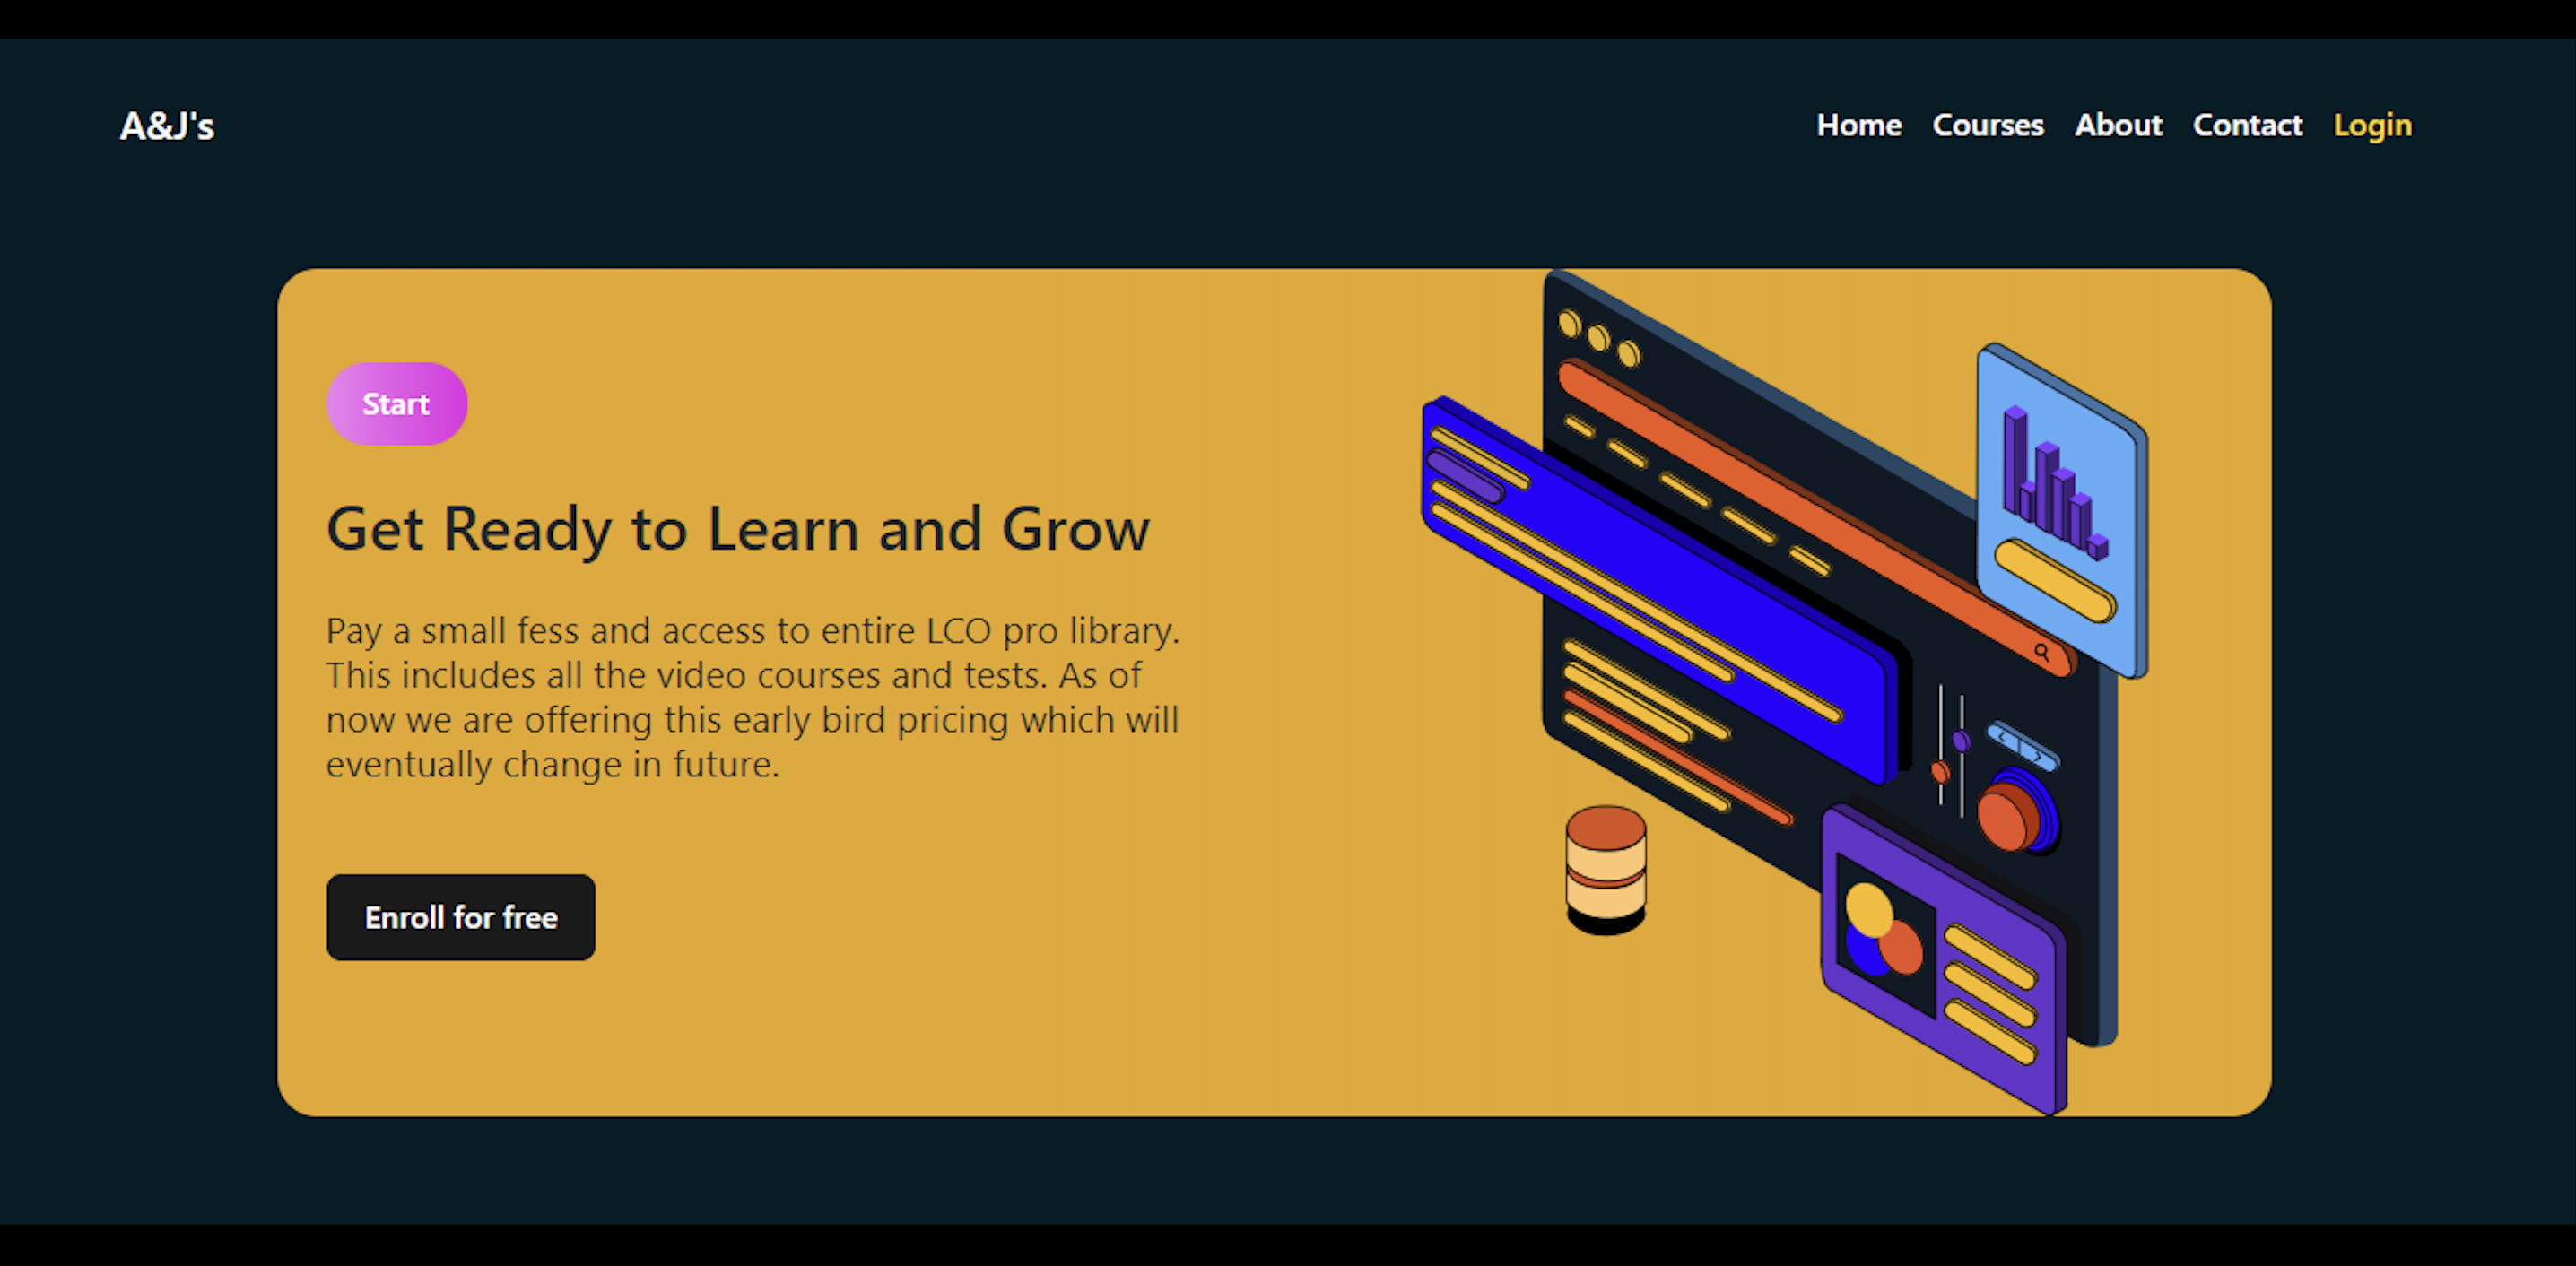 A&J's
Home Courses About Contact Login
Start
Get Ready to Learn and Grow
Pay a small fess and access to entire LCO pro library.
This includes all the video courses and tests. As of
now we are offering this early bird pricing which will
eventually change in future.
Enroll for free